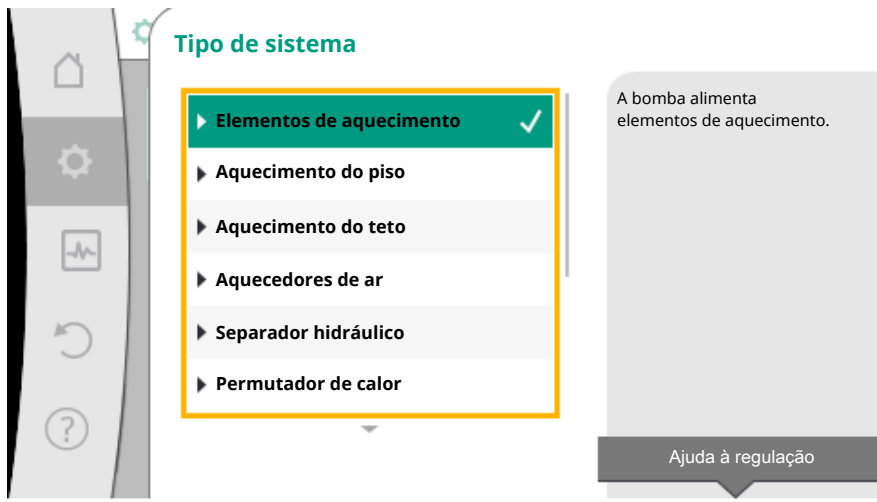 Tipo de sistema
Elementos de aquecimento
Aquecimento do piso
Aquecimento do teto
Aquecedores de ar
Separador hidráulico
Permutador de calor
A bomba alimenta
elementos de aquecimento.
Ajuda à regulação
?